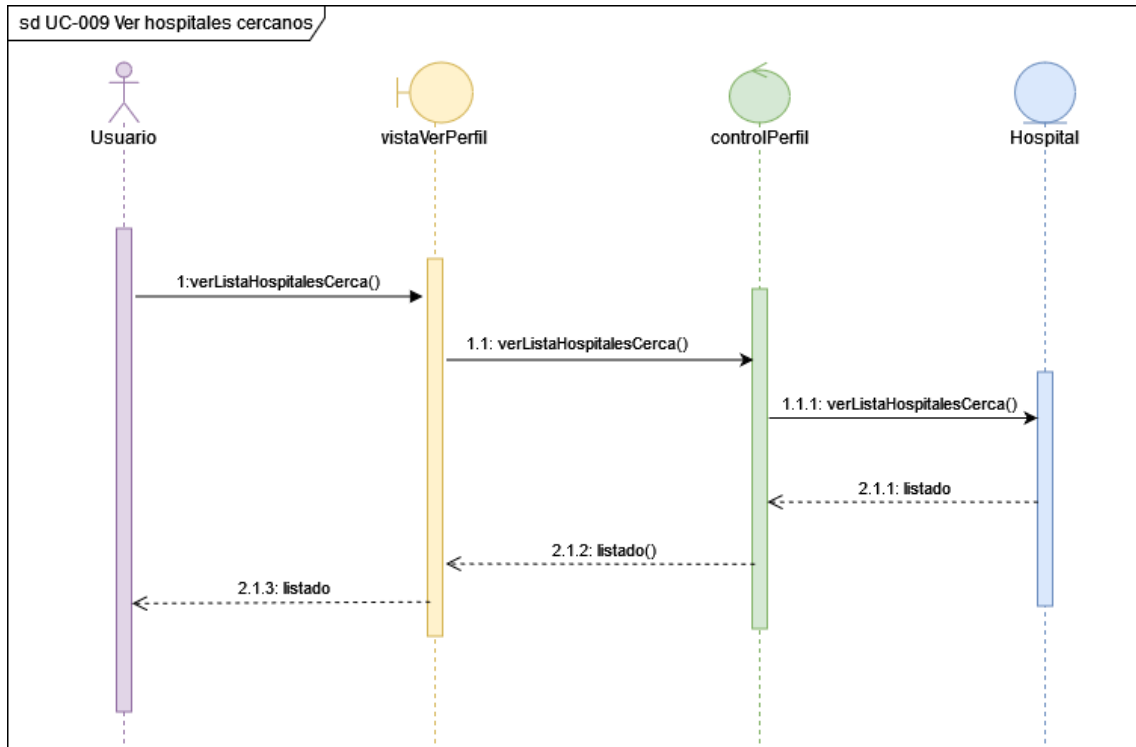 sd UC-009 Ver hospitales cercanos
Usuario
vistaVerPerfil
controlPerfil
Hospital
1:verListaHospitalesCerca()
1.1: verListaHospitalesCerca()
1.1.1: verListaHospitalesCerca()
2.1.1: listado
2.1.2: listado()
2.1.3: listado